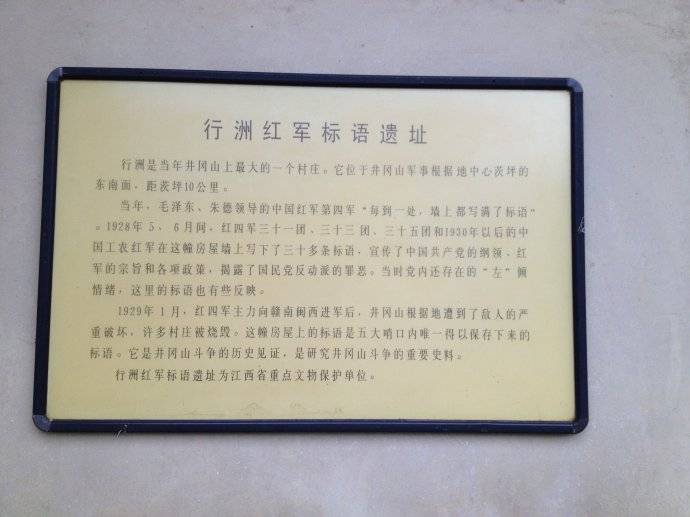 行洲红军标语遗址
行洲是当年井冈山上最大的一个村庄。它位于井冈山军事根据地中心茨坪的
东南面，距茨坪10公里。
当年，毛泽东、朱德领导的中国红军第四军“每到一处，墙上都写满了标语”
。1928年5、6月间，红四军三十一团、三十三团、三十五团和1930年以后的中
国工农红军在这幢房屋墙上写下了三十多条标语，宣传了中国共产党的纲领、红
军的宗旨和各项政策，揭露了国民党反动派的罪恶。当时党内还存在的“左”倾
情绪，这里的标语也有些反映。
1929年1月，红四军主力向赣南闽西进军后，井冈山根据地遭到了敌人的严
重破坏，许多村庄被烧毁。这幢房屋上的标语是五大哨口内唯一得以保存下来的
标语。它是井冈山斗争的历史见证，是研究井冈山斗争的重要史料。
行洲红军标语遗址为江西省重点文物保护单位。